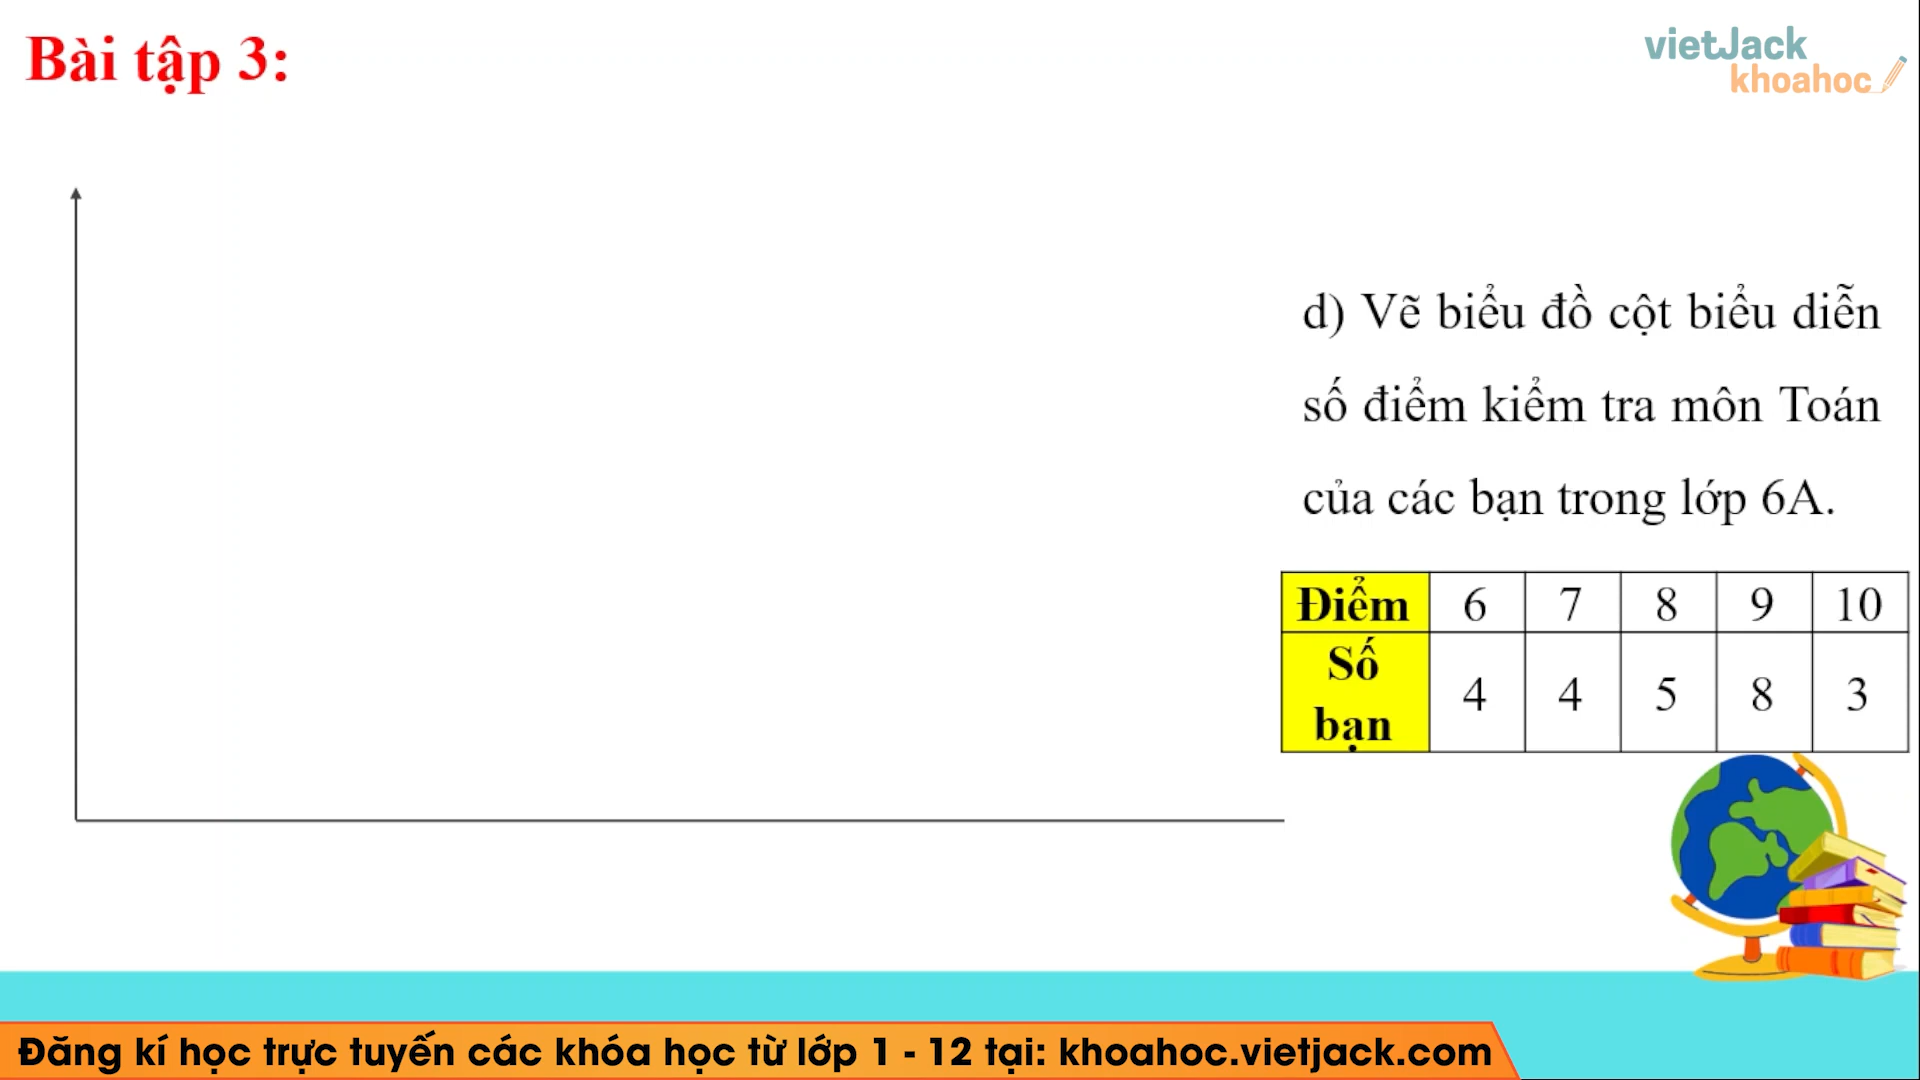 Bài tập 3:
vietJack
khoahoc
d) Vẽ biểu đồ cột biểu diễn
số điểm kiểm tra môn Toán
của các bạn trong lớp 6A.
Điểm 6 7 8 9 10
Số bạn 4 4 5 8 3
Đăng kí học trực tuyến các khóa học từ lớp 1 - 12 tại: khoahoc.vietjack.com